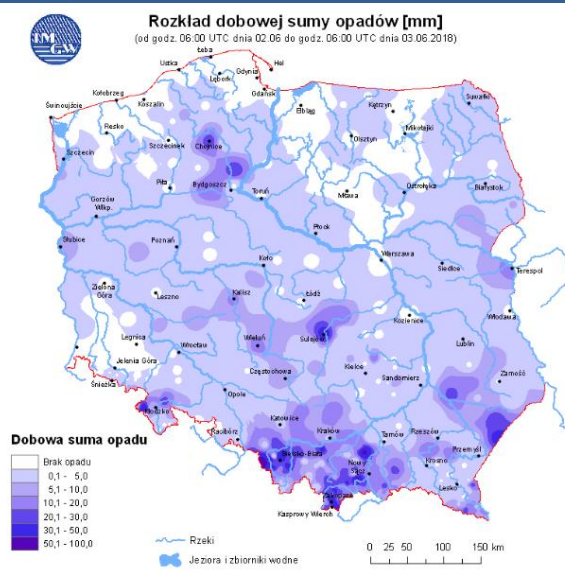 IM
GW
Rozkład dobowej sumy opadów [mm]
(od godz. 06:00 UTC dnia 02.06 do godz. 06:00 UTC dnia 03.06.2018)
Łeba
Ustka
Hel
Lębork
Gdynia
Gdańsk
Kołobrzeg
Koszalin
Świnoujście
Elbląg
Kętrzyn
Suwałki
Resko
Szczecinek
Chojnice
Olsztyn
Mikołajki
Szczecin
Piła
Bydgoszcz
Toruń
Mława
Ostrołęka
Białystok
Gorzów
Wlkp.
Płock
Słubice
Poznań
Koło
Warszawa
Siedlce
Terespol
Zielona
Góra
Leszno
Kalisz
Łódź
Kozienice
Włodawa
Legnica
Wrocław
Wieluń
Sulejów
Lublin
Jelenia Góra
Śnieżka
Częstochowa
Kielce
Sandomierz
Zamość
Kłodzko
Opole
Katowice
Racibórz
Kraków
Tarnów
Rzeszów
Przemyśl
Bielsko-Biała
Nowy
Sącz
Krosno
Lesko
Zakopane
Kasprowy Wierch
Dobowa suma opadu
Brak opadu
0,1 - 5,0
5,1 - 10,0
10,1 - 20,0
20,1 - 30,0
30,1 - 50,0
50,1 - 100,0
Rzeki
Jeziora i zbiorniki wodne
0 25 50 100 150 km